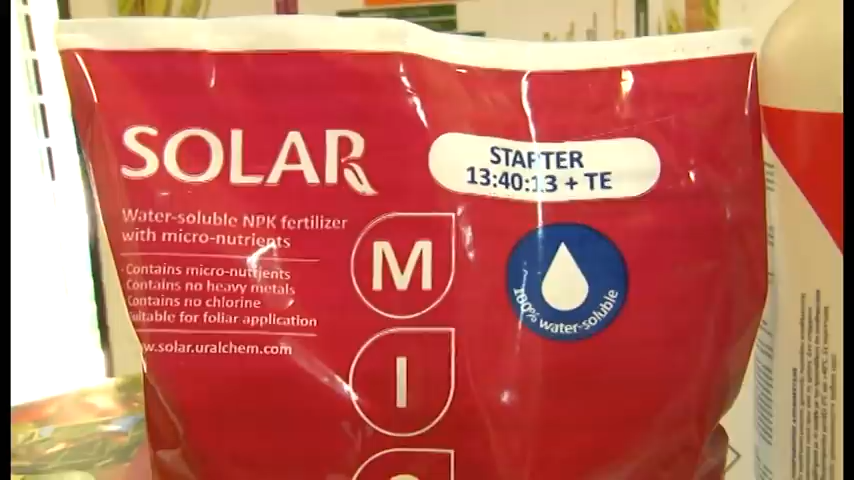 SOLAR
STARTER
13:40:13 + TE
Water-soluble NPK fertilizer
with micro-nutrients
Contains micro-nutrients
Contains no heavy metals
Contains no chlorine
Suitable for foliar application
www.solar.uralchem.com
M
I
100% water-soluble